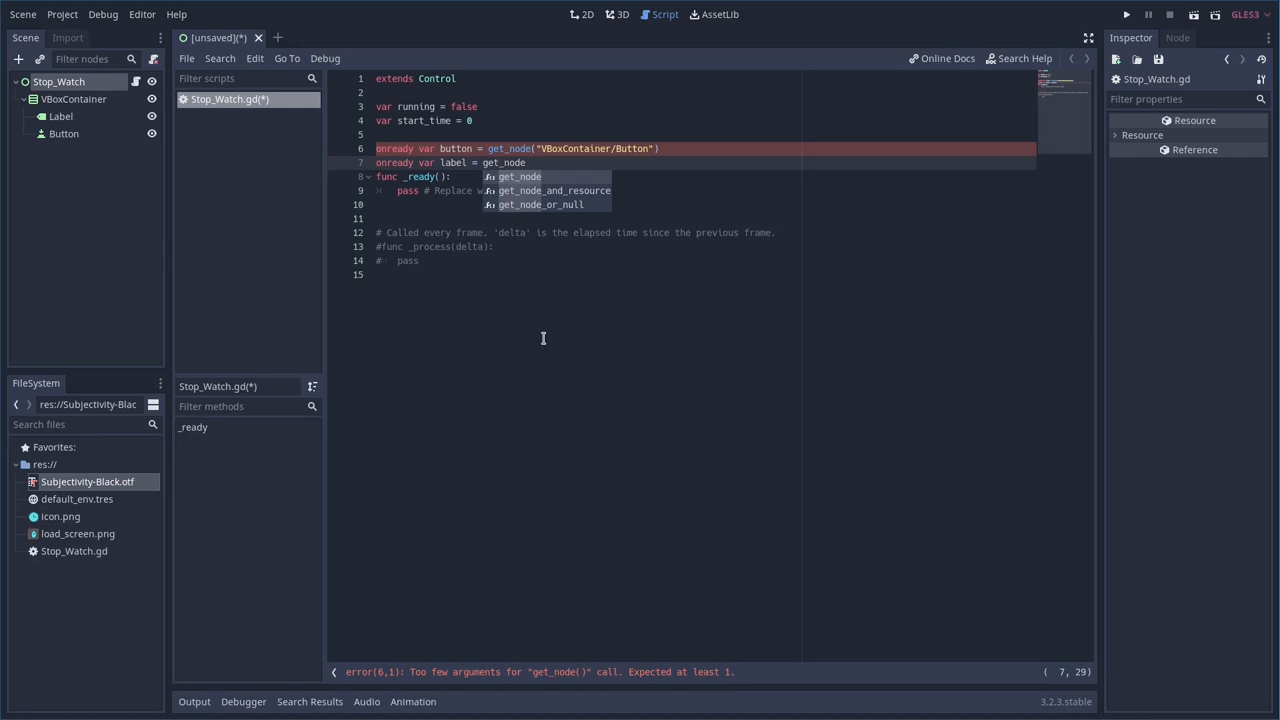 Scene Project Debug Editor Help
2D 3D Script AssetLib
GLES3
Scene Import
[unsaved](*)
Inspector Node
Filter nodes
File Search Edit Go To Debug
Online Docs Search Help
Stop_Watch
VBoxContainer
Label
Button
Filter scripts
Stop_Watch.gd(*)
Stop_Watch.gd
Filter properties
Resource
Resource
Reference
1 extends Control
2
3 var running = false
4 var start_time = 0
5
6 onready var button = get_node("VBoxContainer/Button")
7 onready var label = get_node
8 func _ready():
9 pass # Replace w
10
11
12 # Called every frame. 'delta' is the elapsed time since the previous frame.
13 #func _process(delta):
14 # pass
15
get_node
get_node_and_resource
get_node_or_null
FileSystem
res://Subjectivity-Blac
Search files
Favorites:
res://
Subjectivity-Black.otf
default_env.tres
icon.png
load_screen.png
Stop_Watch.gd
Stop_Watch.gd(*)
Filter methods
_ready
error(6,1): Too few arguments for "get_node()" call. Expected at least 1.
( 7, 29)
Output Debugger Search Results Audio Animation
3.2.3.stable